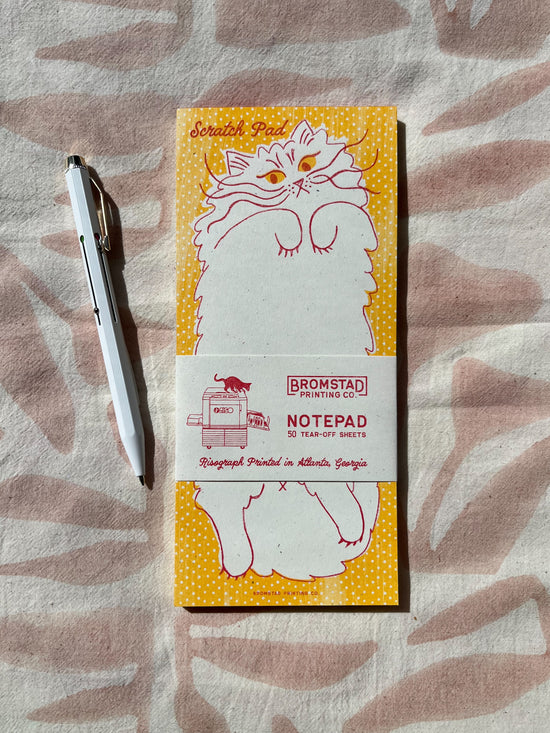 Scratch Pad
BROMSTAD
PRINTING CO.
NOTEPAD
50 TEAR-OFF SHEETS
Risograph Printed in Atlanta, Georgia
BROMSTAD PRINTING CO.